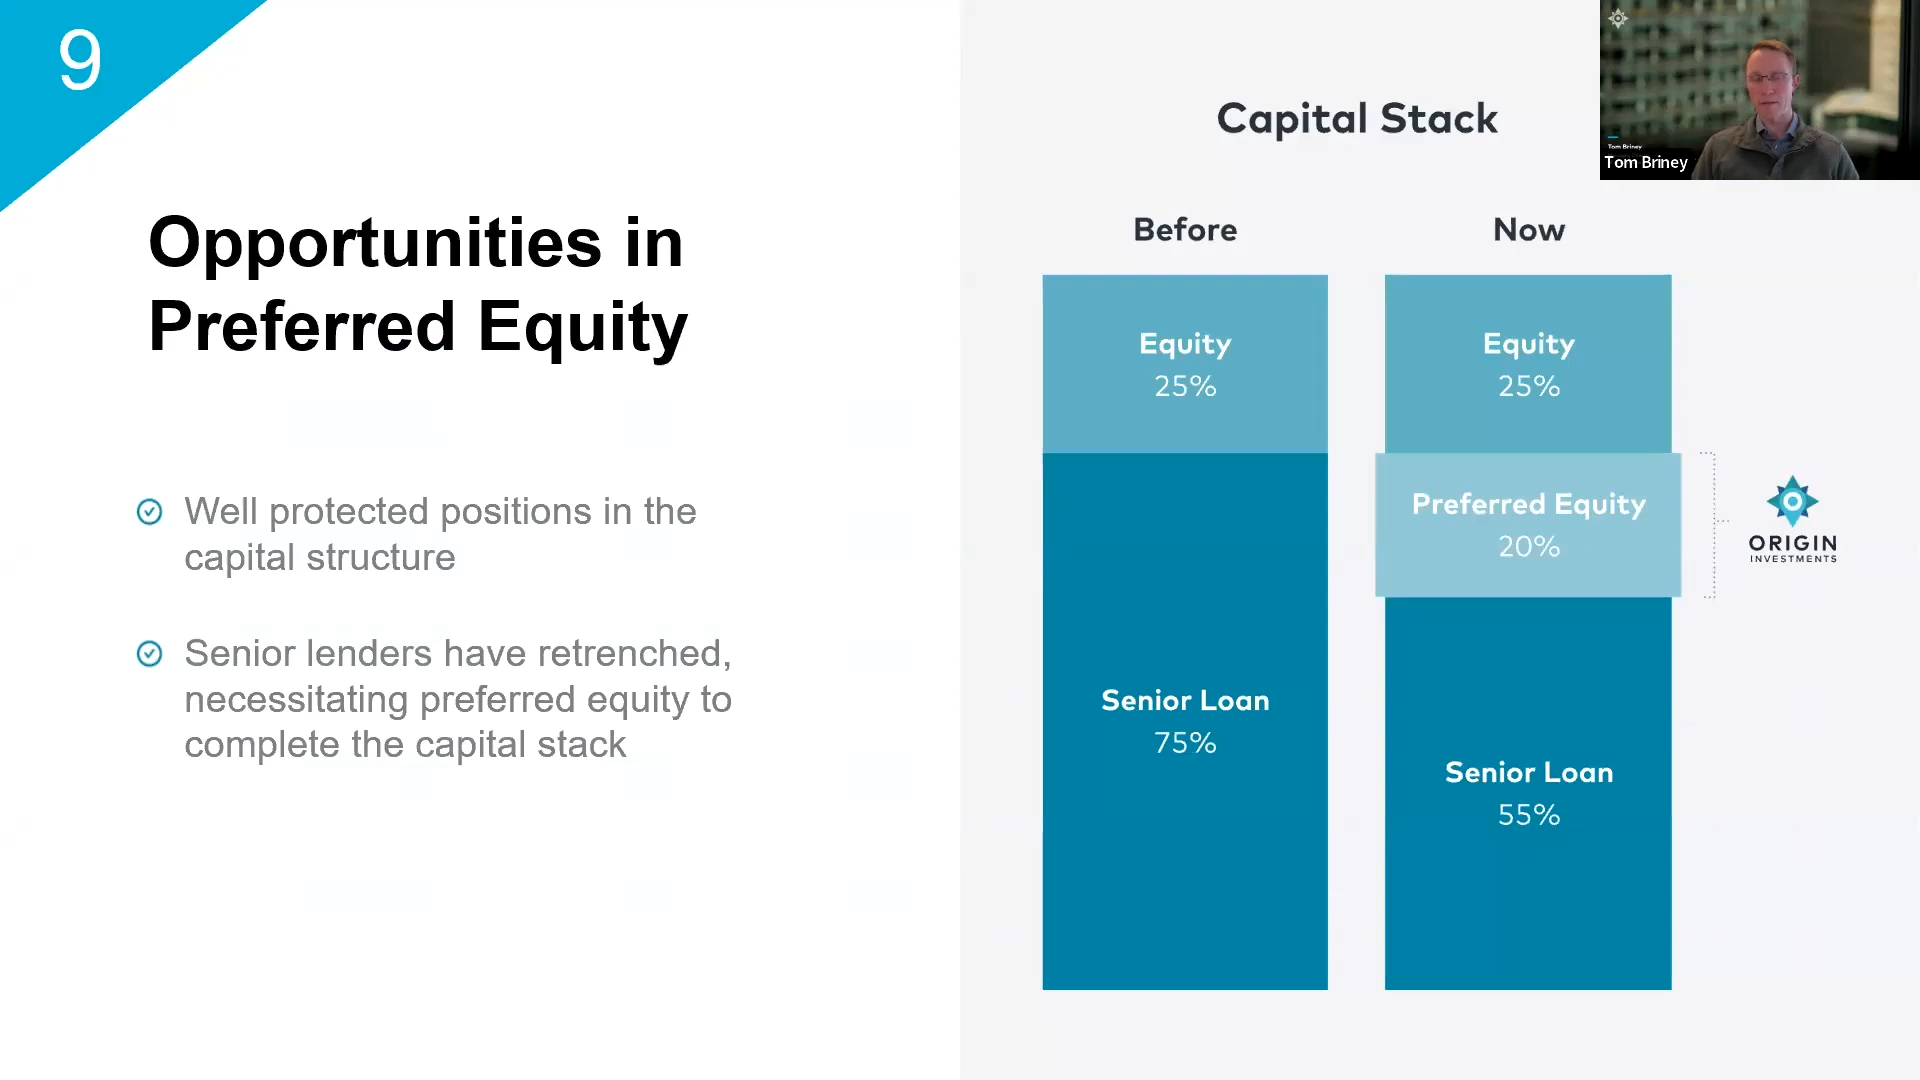 9
Opportunities in
Preferred Equity
Well protected positions in the
capital structure
Senior lenders have retrenched,
necessitating preferred equity to
complete the capital stack
Capital Stack
Before
Equity
25%
Senior Loan
75%
Now
Equity
25%
Preferred Equity
20%
Senior Loan
55%
ORIGIN
INVESTMENTS
Tom Briney
Tom Briney